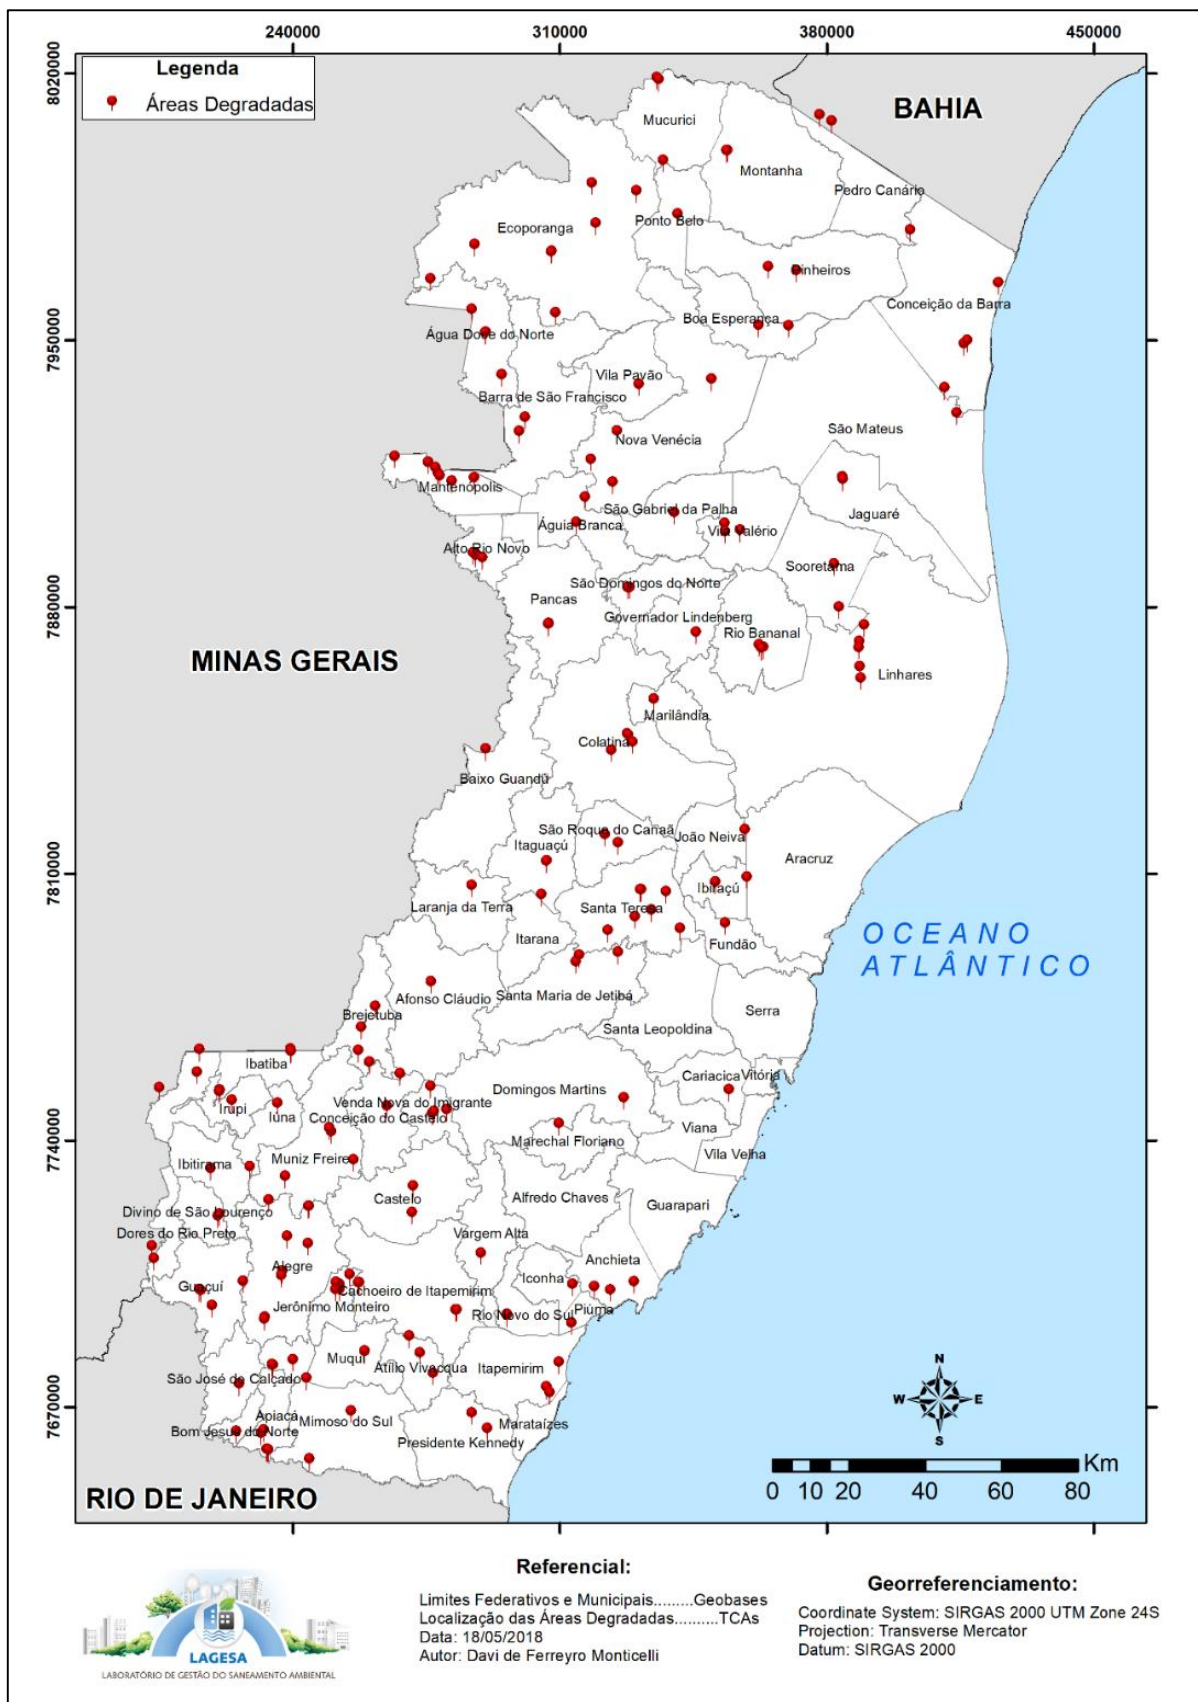 240000
310000
380000
450000
8020000
7950000
7880000
7810000
7740000
7670000
Legenda
Áreas Degradadas
BAHIA
MINAS GERAIS
RIO DE JANEIRO
OCEANO
ATLÂNTICO
Mucurici
Montanha
Pedro Canário
Ponto Belo
Ecoporanga
Pinheiros
Conceição da Barra
Boa Esperança
Água Doce do Norte
Vila Pavão
Barra de São Francisco
Nova Venécia
São Mateus
Mantenópolis
São Gabriel da Palha
Jaguaré
Águia Branca
Vila Valério
Alto Rio Novo
Sooretama
São Domingos do Norte
Pancas
Governador Lindenberg
Rio Bananal
Linhares
Marilândia
Colatina
Baixo Guandú
São Roque do Canaã
João Neiva
Itaguaçú
Aracruz
Ibiraçú
Laranja da Terra
Santa Teresa
Itarana
Fundão
Afonso Cláudio
Santa Maria de Jetibá
Brejetuba
Serra
Santa Leopoldina
Ibatiba
Cariacica
Vitória
Domingos Martins
Irupi
Iúna
Venda Nova do Imigrante
Conceição do Castelo
Viana
Marechal Floriano
Vila Velha
Ibitirama
Muniz Freire
Castelo
Alfredo Chaves
Guarapari
Divino de São Lourenço
Dores do Rio Preto
Vargem Alta
Anchieta
Alegre
Iconha
Guaçuí
Cachoeiro de Itapemirim
Jerônimo Monteiro
Rio Novo do Sul
Piúma
Muqui
Atílio Vivacqua
Itapemirim
São José do Calçado
Apiacá
Mimoso do Sul
Marataízes
Bom Jesus do Norte
Presidente Kennedy
N
W
E
S
Km
0 10 20 40 60 80
LAGESA
LABORATÓRIO DE GESTÃO DO SANEAMENTO AMBIENTAL
Referencial:
Limites Federativos e Municipais.........Geobases
Localização das Áreas Degradadas.........TCAs
Data: 18/05/2018
Autor: Davi de Ferreyro Monticelli
Georreferenciamento:
Coordinate System: SIRGAS 2000 UTM Zone 24S
Projection: Transverse Mercator
Datum: SIRGAS 2000